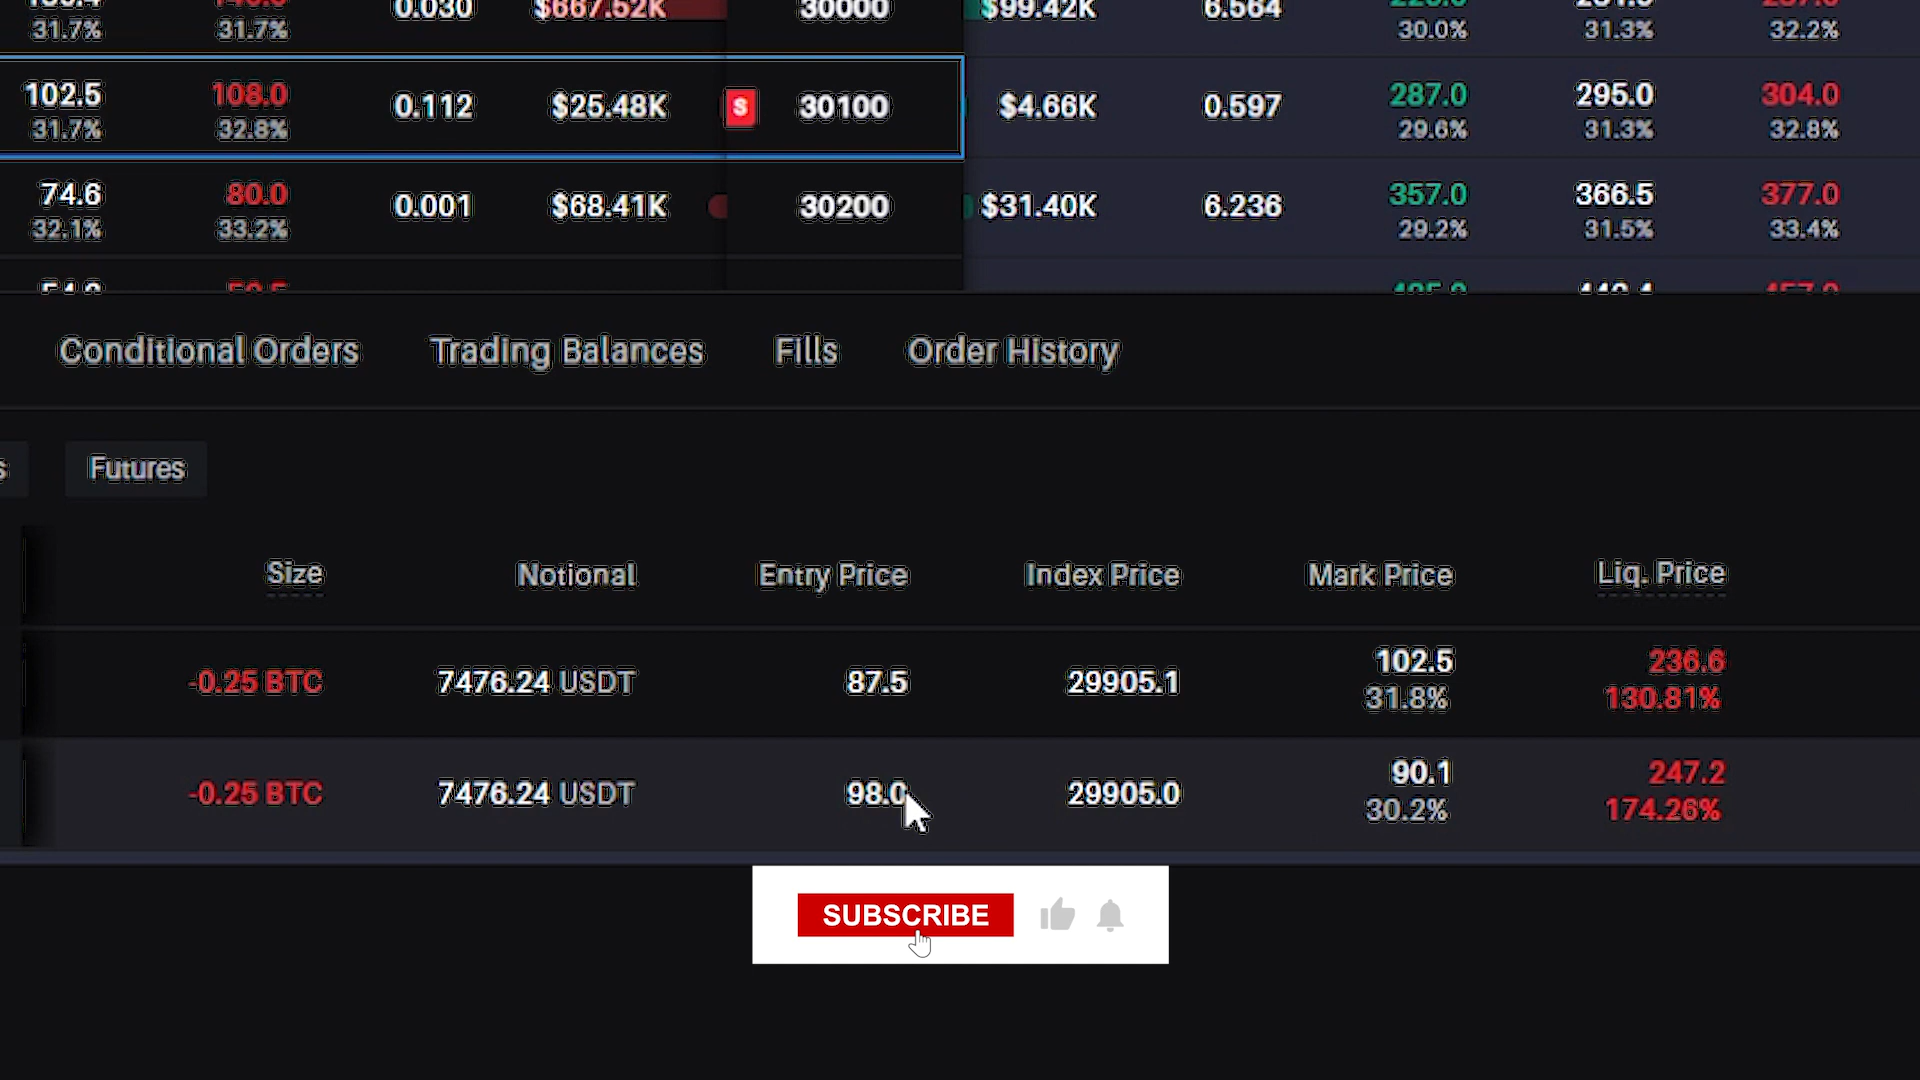 0.030 $667.52K 30000 $99.42K 6.564
31.7% 31.7% 30.0% 31.3% 32.2%
102.5 108.0 0.112 $25.48K S 30100 $4.66K 0.597 287.0 295.0 304.0
31.7% 32.8% 29.6% 31.3% 32.8%
74.6 80.0 0.001 $68.41K 30200 $31.40K 6.236 357.0 366.5 377.0
32.1% 33.2% 29.2% 31.5% 33.4%
Conditional Orders Trading Balances Fills Order History
s Futures
Size Notional Entry Price Index Price Mark Price Liq. Price
-0.25 BTC 7476.24 USDT 87.5 29905.1 102.5 236.6
31.8% 130.81%
-0.25 BTC 7476.24 USDT 98.0 29905.0 90.1 247.2
30.2% 174.26%
SUBSCRIBE